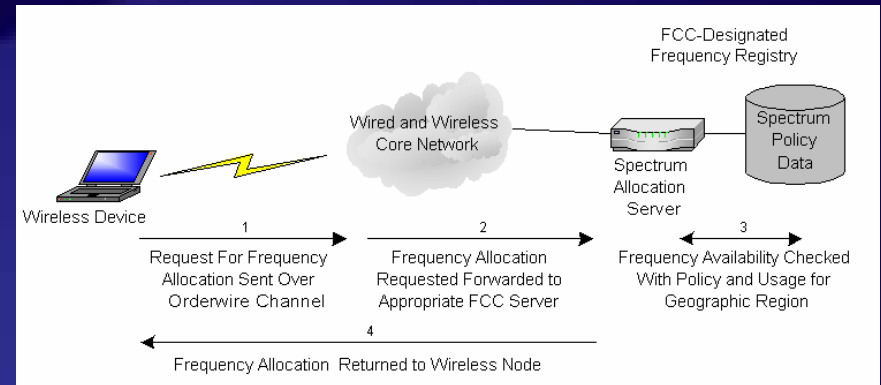 FCC-Designated
Frequency Registry
Wired and Wireless
Core Network
Spectrum
Policy
Data
Spectrum
Allocation
Server
Wireless Device
1
Request For Frequency
Allocation Sent Over
Orderwire Channel
2
Frequency Allocation
Requested Forwarded to
Appropriate FCC Server
3
Frequency Availability Checked
With Policy and Usage for
Geographic Region
4
Frequency Allocation Returned to Wireless Node